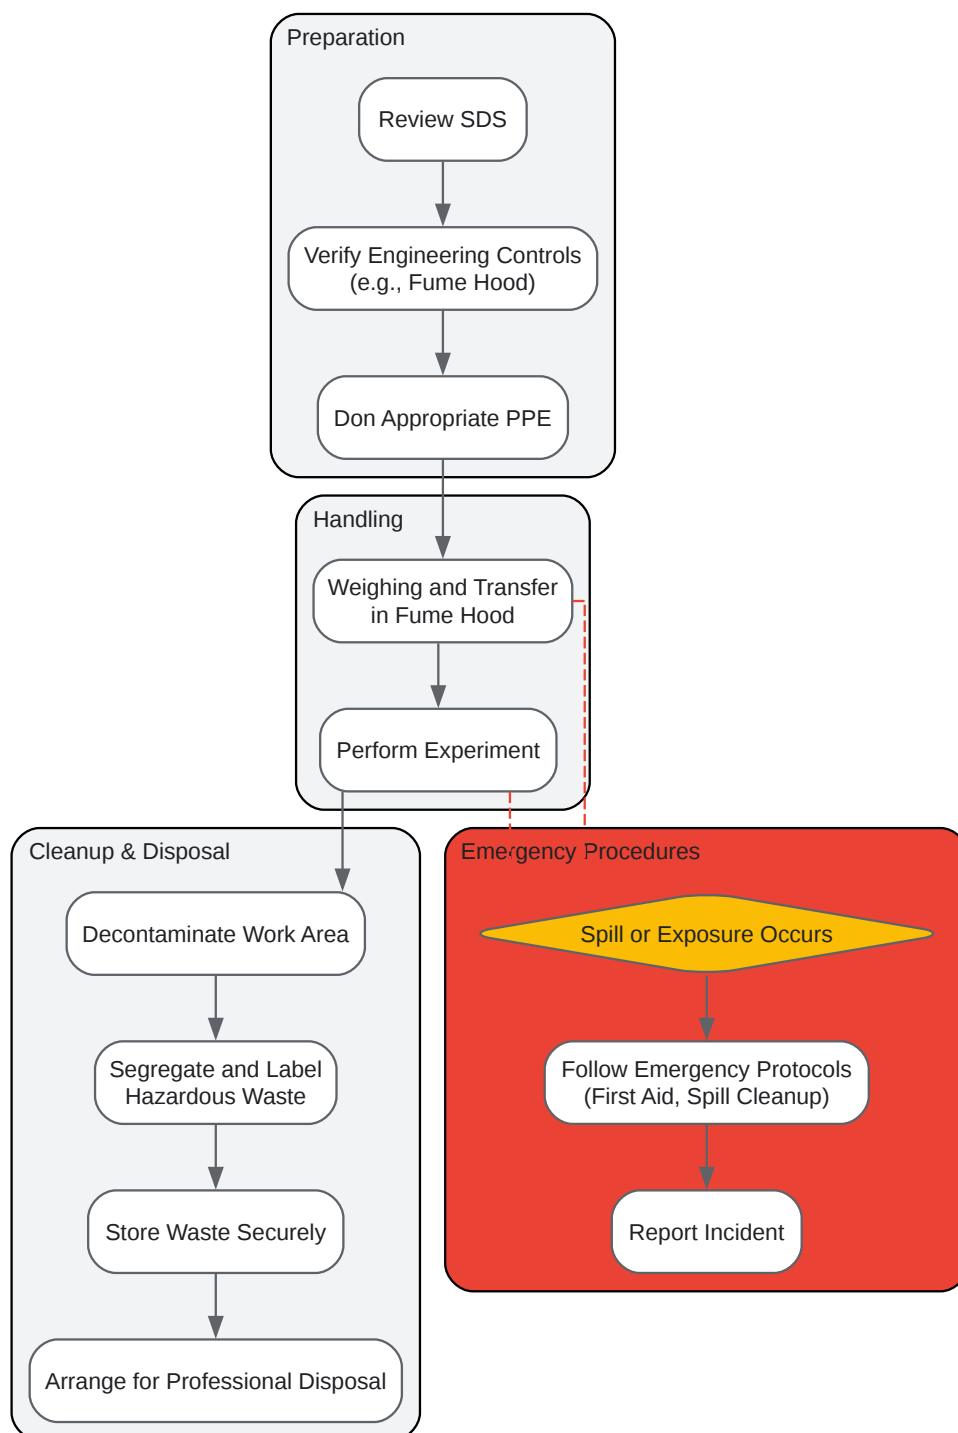 Preparation
Review SDS
Verify Engineering Controls
(e.g., Fume Hood)
Don Appropriate PPE
Handling
Weighing and Transfer
in Fume Hood
Perform Experiment
Cleanup & Disposal
Decontaminate Work Area
Segregate and Label
Hazardous Waste
Store Waste Securely
Arrange for Professional Disposal
Emergency Procedures
Spill or Exposure Occurs
Follow Emergency Protocols
(First Aid, Spill Cleanup)
Report Incident